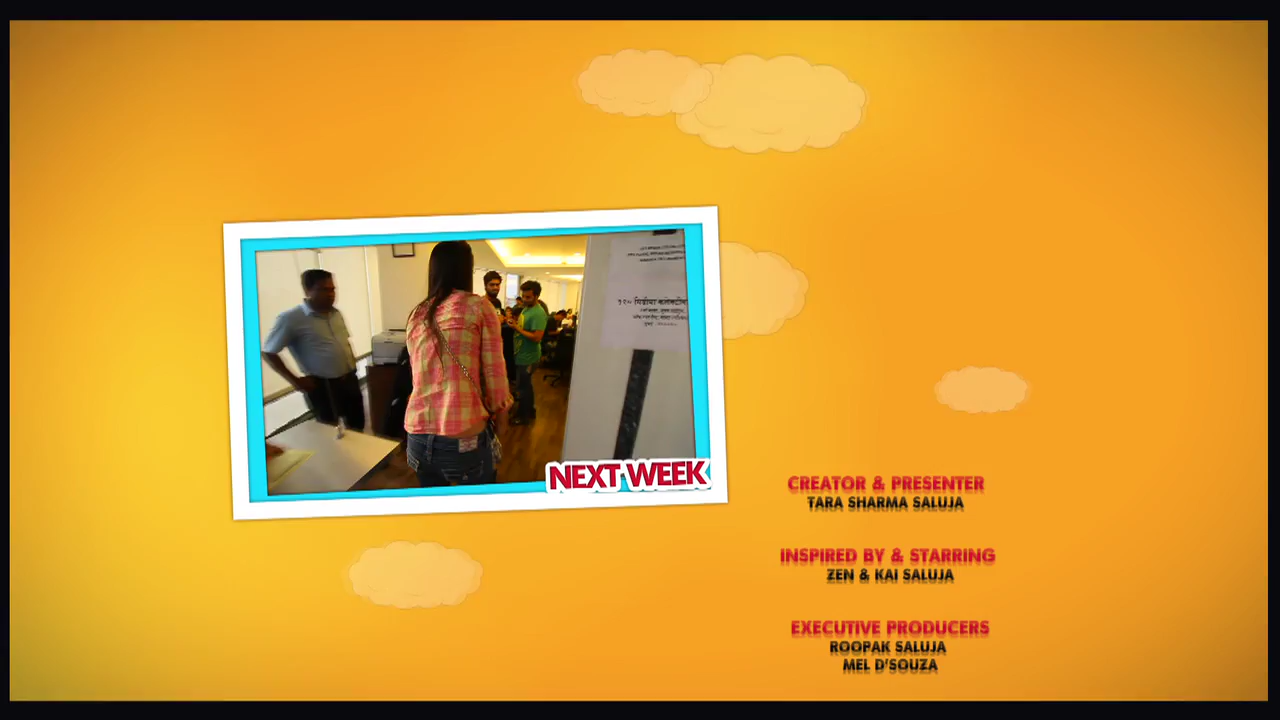 NEXT WEEK
CREATOR & PRESENTER
TARA SHARMA SALUJA
INSPIRED BY & STARRING
ZEN & KAI SALUJA
EXECUTIVE PRODUCERS
ROOPAK SALUJA
MEL D'SOUZA